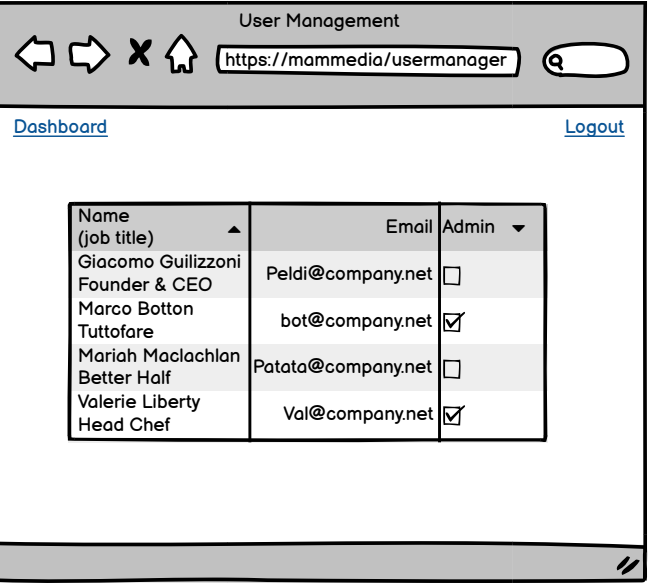 User Management
https://mammedia/usermanager
Dashboard
Logout
Name
(job title)
Email
Admin
Giacomo Guilizzoni
Founder & CEO
Peldi@company.net
Marco Botton
Tuttofare
bot@company.net
Mariah Maclachlan
Better Half
Patata@company.net
Valerie Liberty
Head Chef
Val@company.net